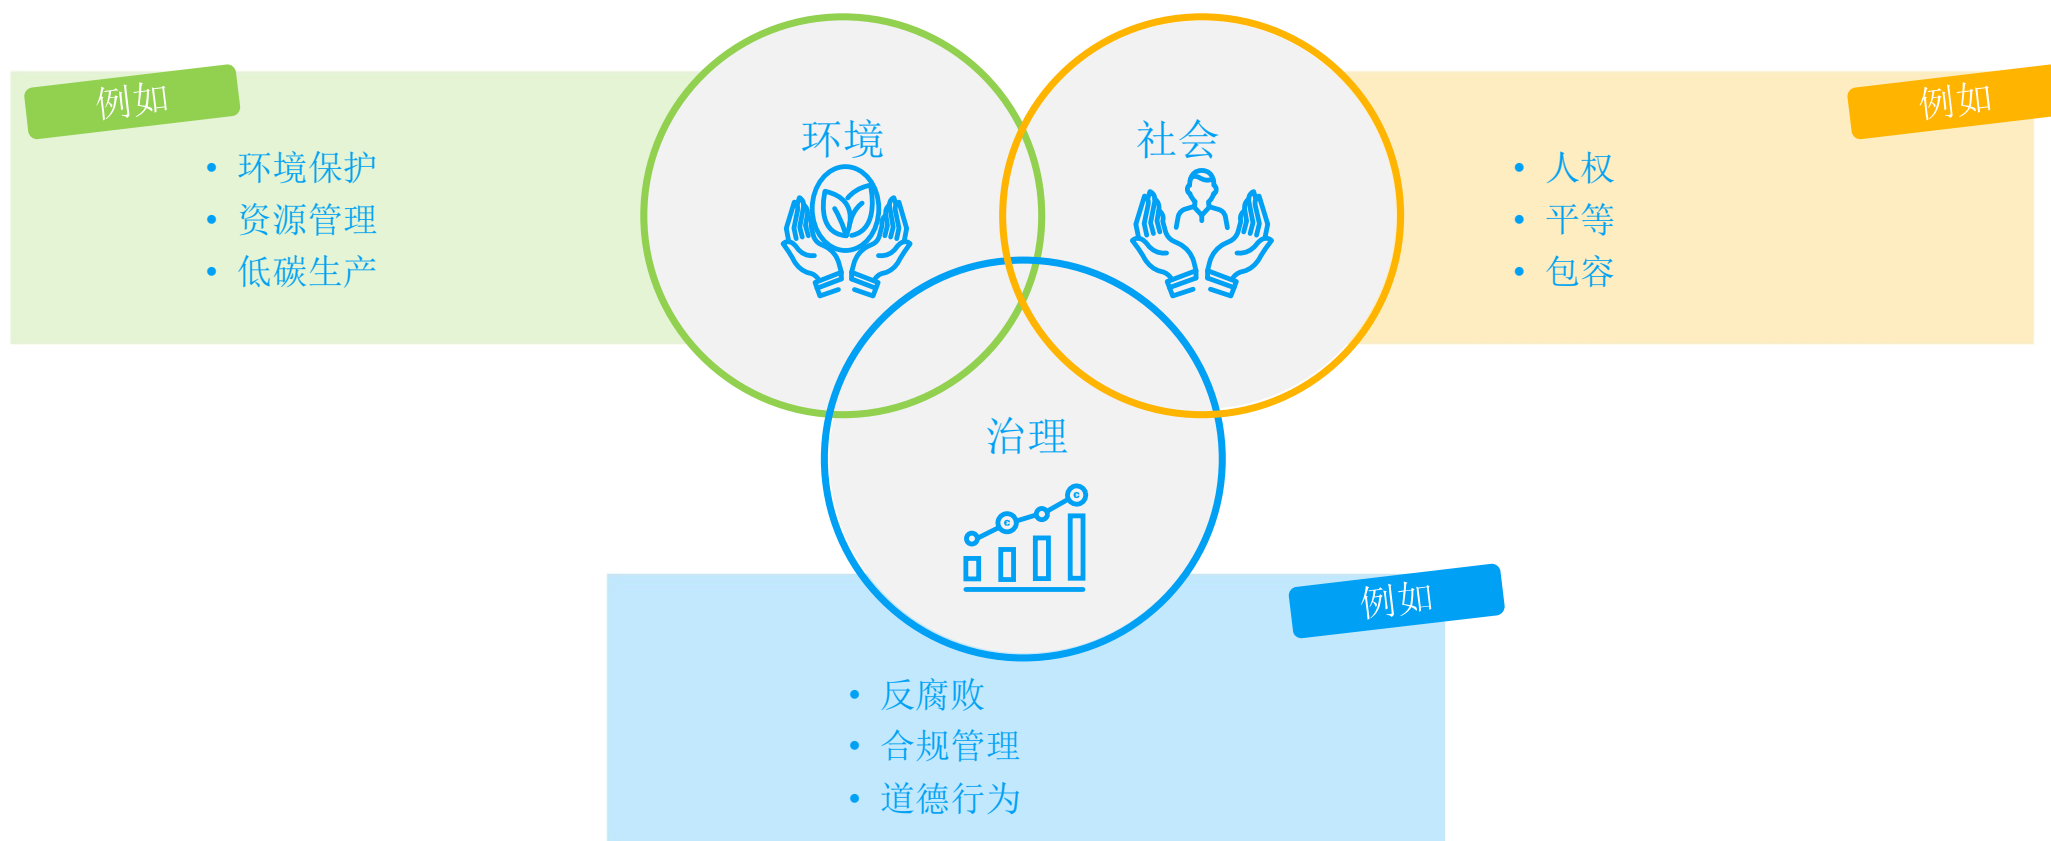 例如
环境保护
资源管理
低碳生产
环境
社会
例如
人权
平等
包容
治理
C
C
例如
反腐败
合规管理
道德行为